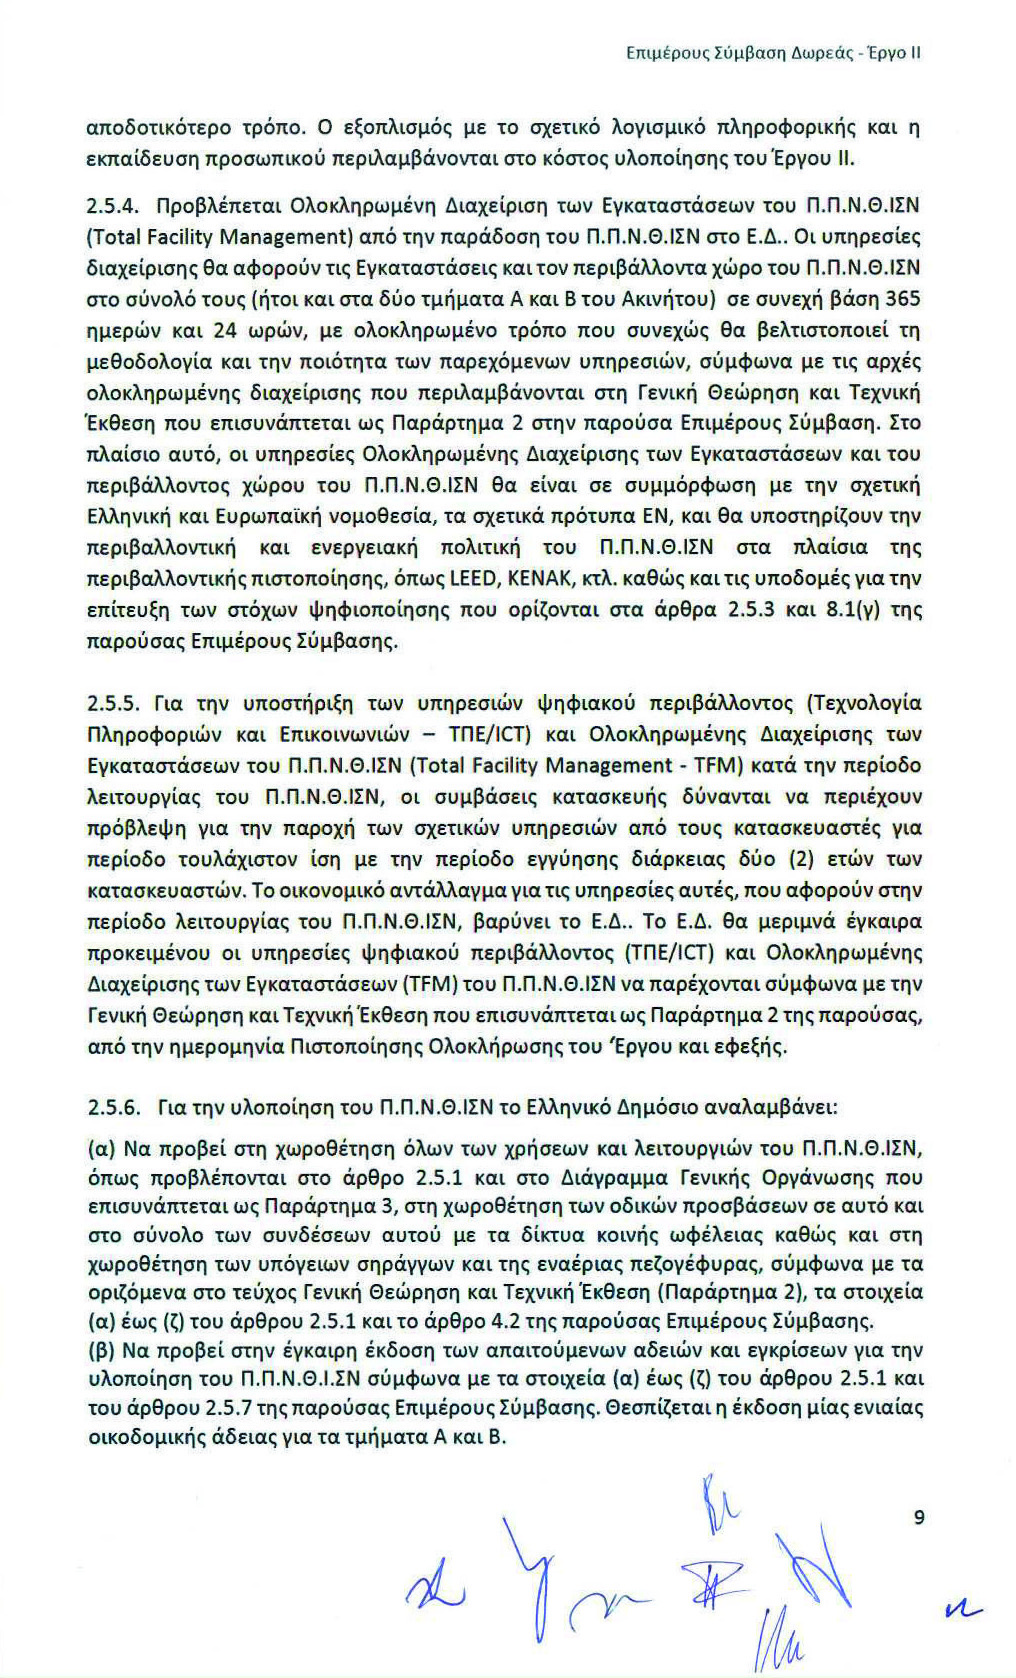 Επιμέρους Σύμβαση Δωρεάς - Έργο ΙΙ
αποδοτικότερο τρόπο. Ο εξοπλισμός με το σχετικό λογισμικό πληροφορικής και η
εκπαίδευση προσωπικού περιλαμβάνονται στο κόστος υλοποίησης του Έργου ΙΙ.
2.5.4. Προβλέπεται Ολοκληρωμένη Διαχείριση των Εγκαταστάσεων του Π.Π.Ν.Θ.ΙΣΝ
(Total Facility Management) από την παράδοση του Π.Π.Ν.Θ.ΙΣΝ στο Ε.Δ.. Οι υπηρεσίες
διαχείρισης θα αφορούν τις Εγκαταστάσεις και τον περιβάλλοντα χώρο του Π.Π.Ν.Θ.ΙΣΝ
στο σύνολό τους (ήτοι και στα δύο τμήματα Α και Β του Ακινήτου) σε συνεχή βάση 365
ημερών και 24 ωρών, με ολοκληρωμένο τρόπο που συνεχώς θα βελτιστοποιεί τη
μεθοδολογία και την ποιότητα των παρεχόμενων υπηρεσιών, σύμφωνα με τις αρχές
ολοκληρωμένης διαχείρισης που περιλαμβάνονται στη Γενική Θεώρηση και Τεχνική
Έκθεση που επισυνάπτεται ως Παράρτημα 2 στην παρούσα Επιμέρους Σύμβαση. Στο
πλαίσιο αυτό, οι υπηρεσίες Ολοκληρωμένης Διαχείρισης των Εγκαταστάσεων και του
περιβάλλοντος χώρου του Π.Π.Ν.Θ.ΙΣΝ θα είναι σε συμμόρφωση με την σχετική
Ελληνική και Ευρωπαϊκή νομοθεσία, τα σχετικά πρότυπα ΕΝ, και θα υποστηρίζουν την
περιβαλλοντική και ενεργειακή πολιτική του Π.Π.Ν.Θ.ΙΣΝ στα πλαίσια της
περιβαλλοντικής πιστοποίησης, όπως LEED, ΚΕΝΑΚ, κτλ. καθώς και τις υποδομές για την
επίτευξη των στόχων ψηφιοποίησης που ορίζονται στα άρθρα 2.5.3 και 8.1(γ) της
παρούσας Επιμέρους Σύμβασης.
2.5.5. Για την υποστήριξη των υπηρεσιών ψηφιακού περιβάλλοντος (Τεχνολογία
Πληροφοριών και Επικοινωνιών – ΤΠΕ/ICT) και Ολοκληρωμένης Διαχείρισης των
Εγκαταστάσεων του Π.Π.Ν.Θ.ΙΣΝ (Total Facility Management - TFM) κατά την περίοδο
λειτουργίας του Π.Π.Ν.Θ.ΙΣΝ, οι συμβάσεις κατασκευής δύνανται να περιέχουν
πρόβλεψη για την παροχή των σχετικών υπηρεσιών από τους κατασκευαστές για
περίοδο τουλάχιστον ίση με την περίοδο εγγύησης διάρκειας δύο (2) ετών των
κατασκευαστών. Το οικονομικό αντάλλαγμα για τις υπηρεσίες αυτές, που αφορούν στην
περίοδο λειτουργίας του Π.Π.Ν.Θ.ΙΣΝ, βαρύνει το Ε.Δ.. Το Ε.Δ. θα μεριμνά έγκαιρα
προκειμένου οι υπηρεσίες ψηφιακού περιβάλλοντος (ΤΠΕ/ICT) και Ολοκληρωμένης
Διαχείρισης των Εγκαταστάσεων (TFM) του Π.Π.Ν.Θ.ΙΣΝ να παρέχονται σύμφωνα με την
Γενική Θεώρηση και Τεχνική Έκθεση που επισυνάπτεται ως Παράρτημα 2 της παρούσας,
από την ημερομηνία Πιστοποίησης Ολοκλήρωσης του Έργου και εφεξής.
2.5.6. Για την υλοποίηση του Π.Π.Ν.Θ.ΙΣΝ το Ελληνικό Δημόσιο αναλαμβάνει:
(α) Να προβεί στη χωροθέτηση όλων των χρήσεων και λειτουργιών του Π.Π.Ν.Θ.ΙΣΝ,
όπως προβλέπονται στο άρθρο 2.5.1 και στο Διάγραμμα Γενικής Οργάνωσης που
επισυνάπτεται ως Παράρτημα 3, στη χωροθέτηση των οδικών προσβάσεων σε αυτό και
στο σύνολο των συνδέσεων αυτού με τα δίκτυα κοινής ωφέλειας καθώς και στη
χωροθέτηση των υπόγειων σηράγγων και της εναέριας πεζογέφυρας, σύμφωνα με τα
οριζόμενα στο τεύχος Γενική Θεώρηση και Τεχνική Έκθεση (Παράρτημα 2), τα στοιχεία
(α) έως (ζ) του άρθρου 2.5.1 και το άρθρο 4.2 της παρούσας Επιμέρους Σύμβασης.
(β) Να προβεί στην έγκαιρη έκδοση των απαιτούμενων αδειών και εγκρίσεων για την
υλοποίηση του Π.Π.Ν.Θ.Ι.ΣΝ σύμφωνα με τα στοιχεία (α) έως (ζ) του άρθρου 2.5.1 και
του άρθρου 2.5.7 της παρούσας Επιμέρους Σύμβασης. Θεσπίζεται η έκδοση μίας ενιαίας
οικοδομικής άδειας για τα τμήματα Α και Β.
9